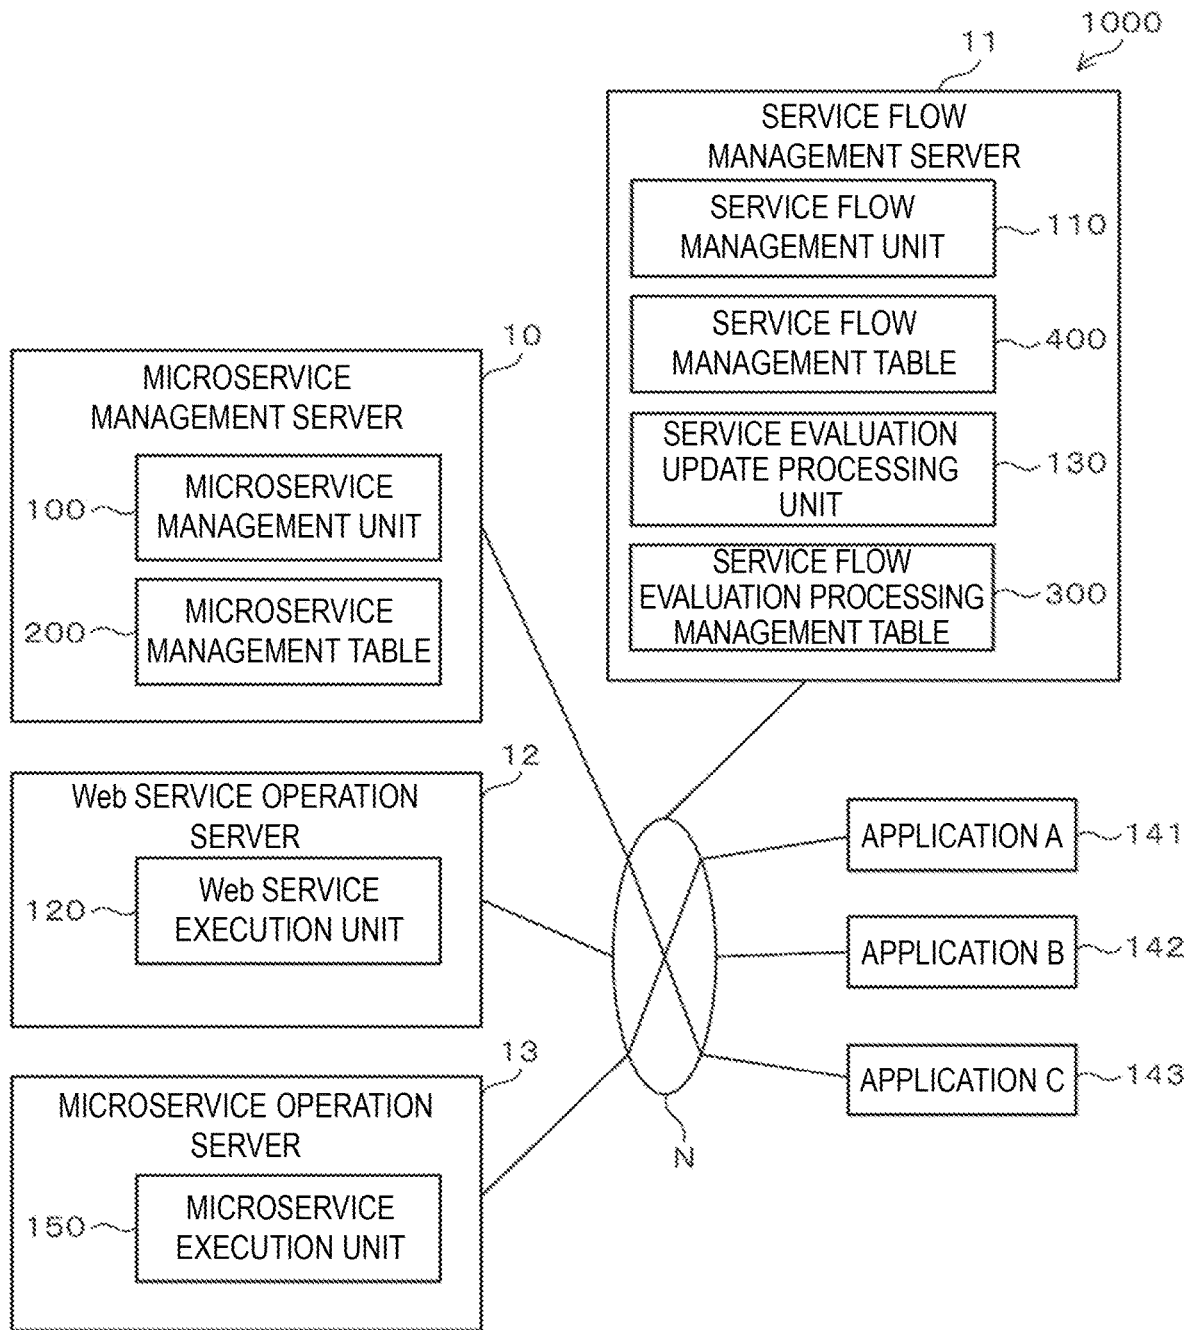 1000
11
SERVICE FLOW
MANAGEMENT SERVER
SERVICE FLOW
MANAGEMENT UNIT
110
SERVICE FLOW
MANAGEMENT TABLE
400
SERVICE EVALUATION
UPDATE PROCESSING
UNIT
130
SERVICE FLOW
EVALUATION PROCESSING
MANAGEMENT TABLE
300
10
MICROSERVICE
MANAGEMENT SERVER
100
MICROSERVICE
MANAGEMENT UNIT
200
MICROSERVICE
MANAGEMENT TABLE
12
Web SERVICE OPERATION
SERVER
120
Web SERVICE
EXECUTION UNIT
13
MICROSERVICE OPERATION
SERVER
150
MICROSERVICE
EXECUTION UNIT
N
APPLICATION A
141
APPLICATION B
142
APPLICATION C
143